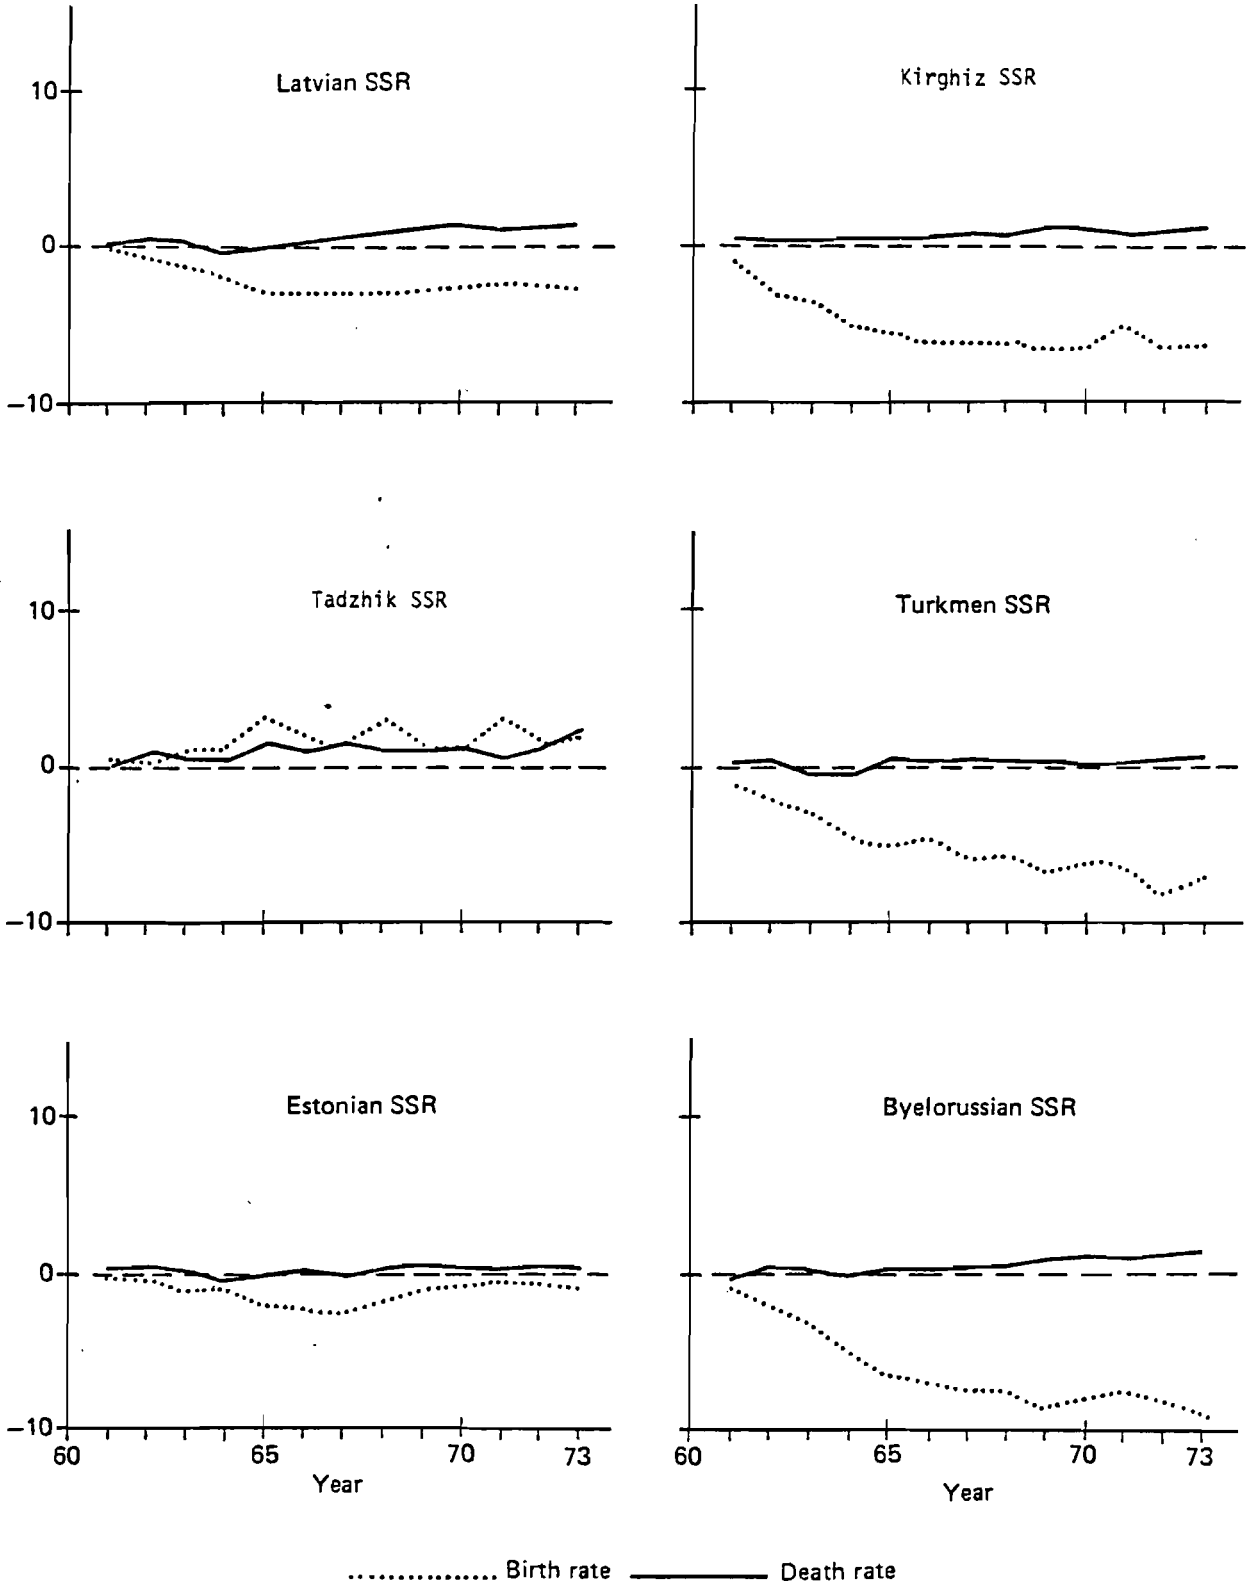 Latvian SSR
10
0
−10
Kirghiz SSR
Tadzhik SSR
10
0
−10
Turkmen SSR
Estonian SSR
10
0
−10
60 65 70 73
Year
Byelorussian SSR
60 65 70 73
Year
Birth rate Death rate